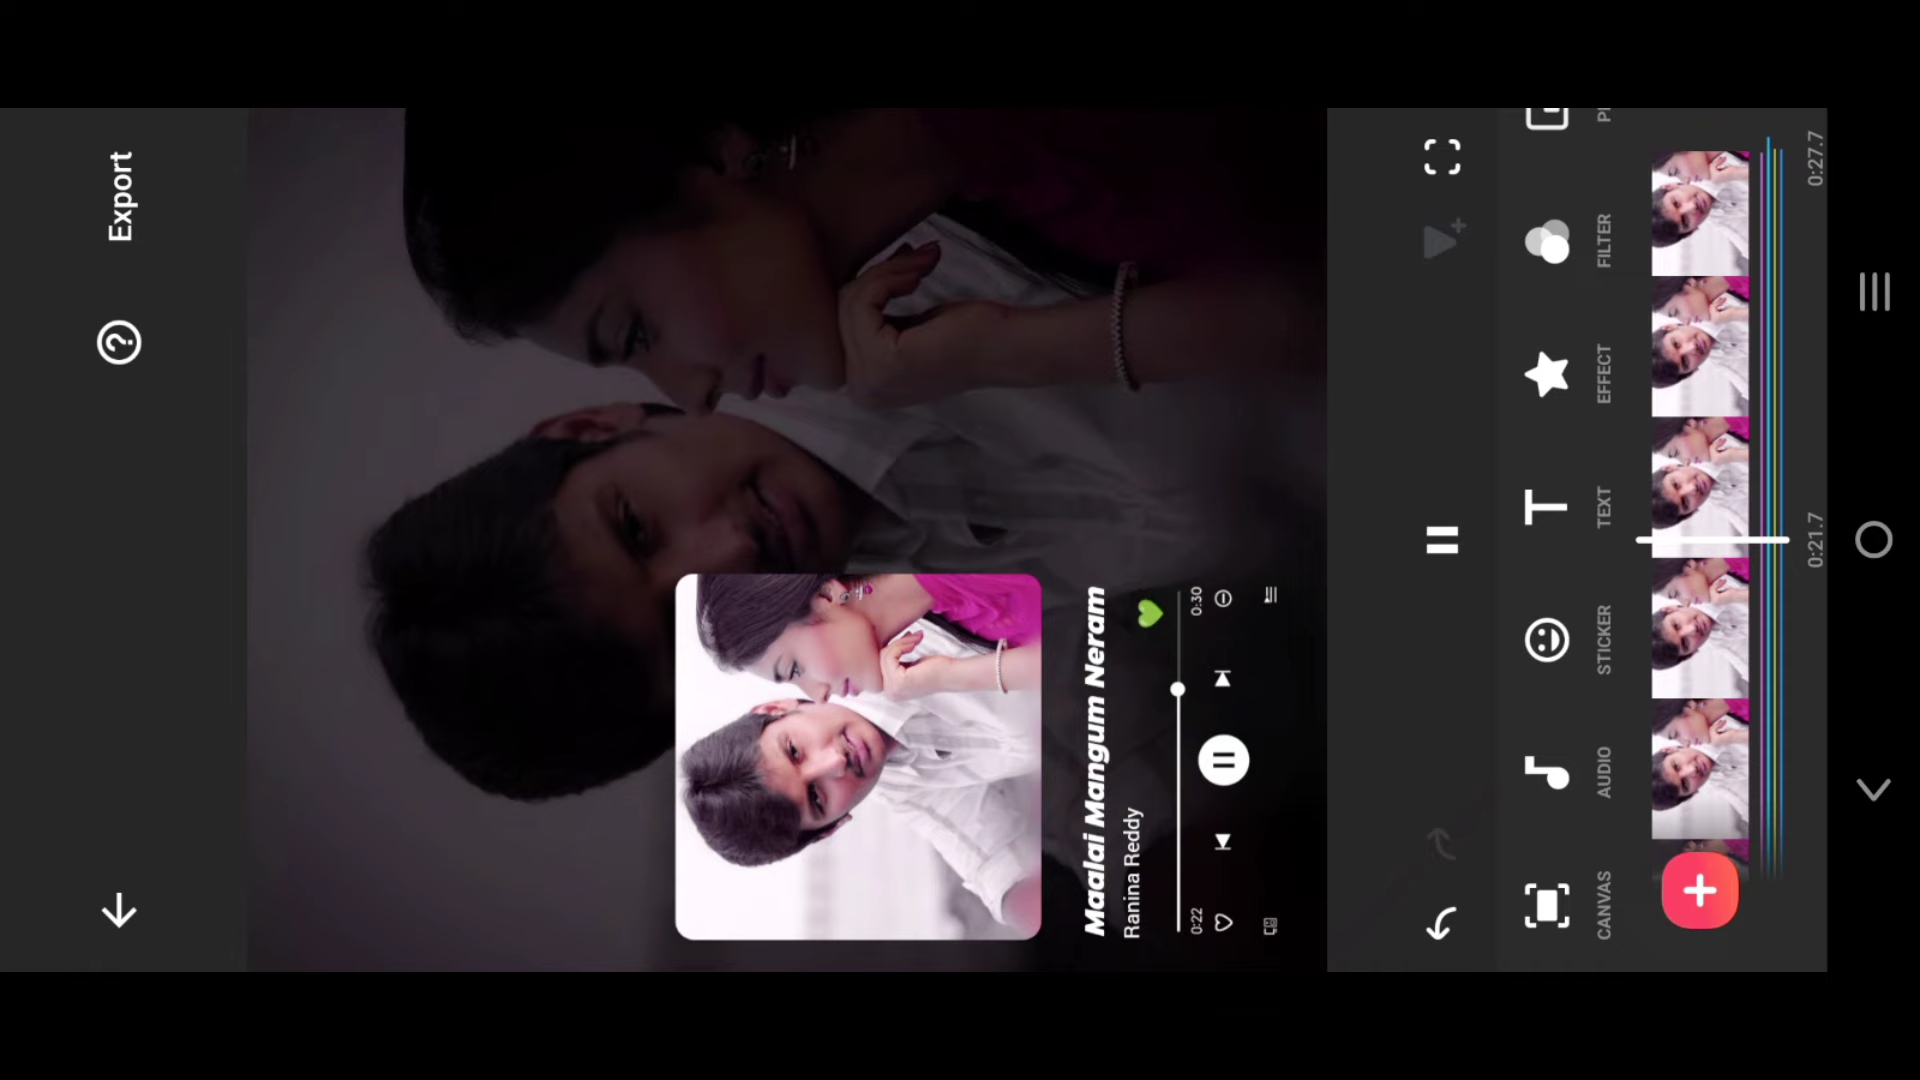 Export
Maalai Mangum Neram
Ranina Reddy
0:22
0:30
CANVAS
AUDIO
STICKER
TEXT
EFFECT
FILTER
0:21.7
0:27.7